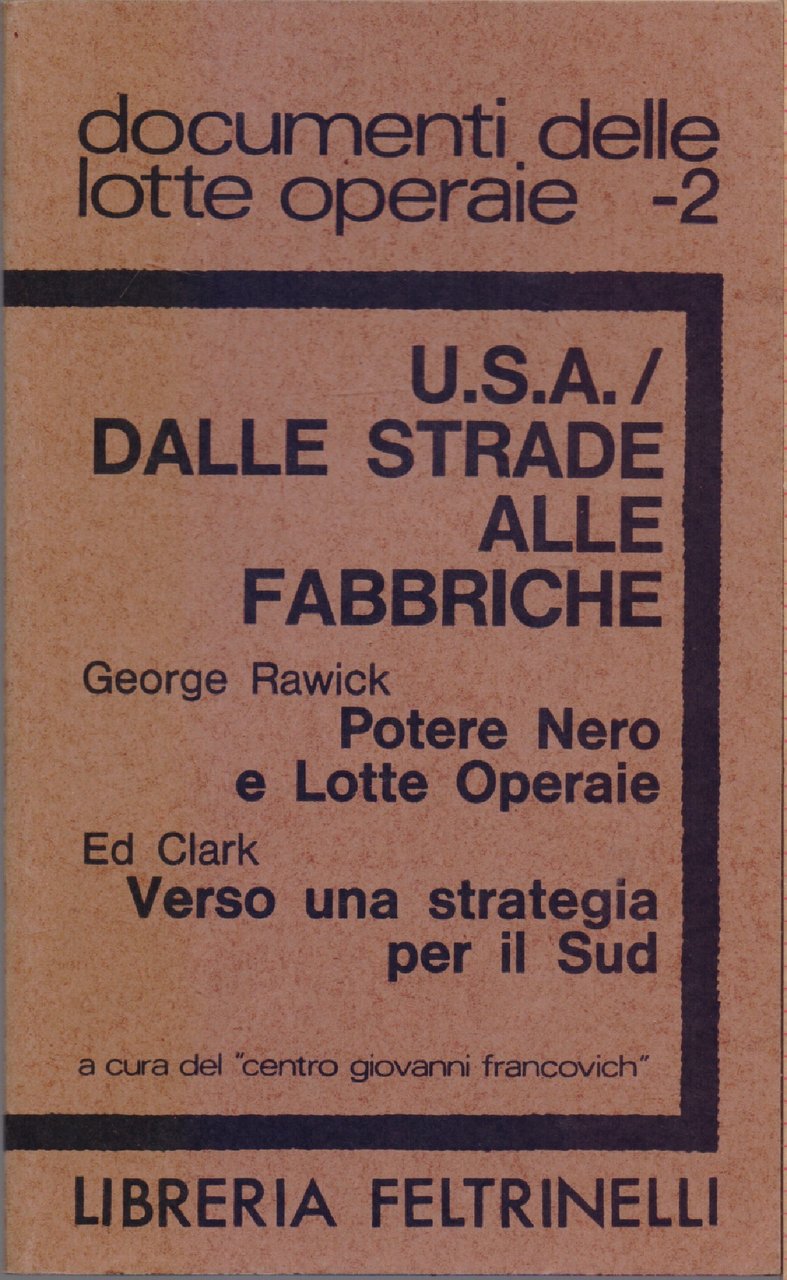 documenti delle
lotte operaie -2
U.S.A. /
DALLE STRADE
ALLE
FABBRICHE
George Rawick
Potere Nero
e Lotte Operaie
Ed Clark
Verso una strategia
per il Sud
a cura del "centro giovanni francovich"
LIBRERIA FELTRINELLI